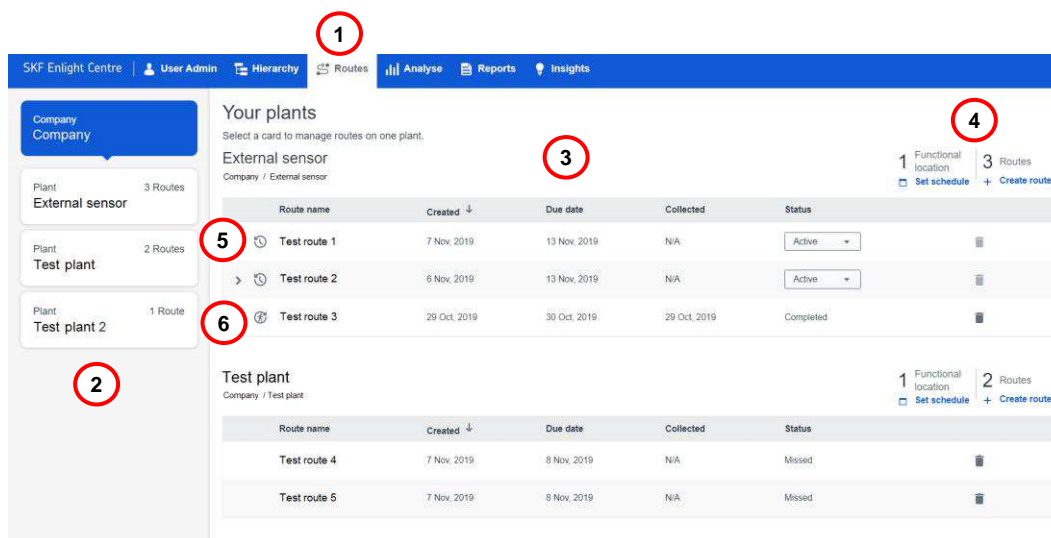 1
SKF Enlight Centre User Admin Hierarchy Routes Analyse Reports Insights
Company
Company
Plant 3 Routes
External sensor
Plant 2 Routes
Test plant
Plant 1 Route
Test plant 2
2
Your plants
Select a card to manage routes on one plant.
External sensor
Company / External sensor
3
4
1 Functional location 3 Routes
Set schedule + Create route
Route name Created ↓ Due date Collected Status
5
Test route 1 7 Nov, 2019 13 Nov, 2019 N/A Active
Test route 2 6 Nov, 2019 13 Nov, 2019 N/A Active
6
Test route 3 29 Oct, 2019 30 Oct, 2019 29 Oct, 2019 Completed
Test plant
Company / Test plant
1 Functional location 2 Routes
Set schedule + Create route
Route name Created ↓ Due date Collected Status
Test route 4 7 Nov, 2019 8 Nov, 2019 N/A Missed
Test route 5 7 Nov, 2019 8 Nov, 2019 N/A Missed